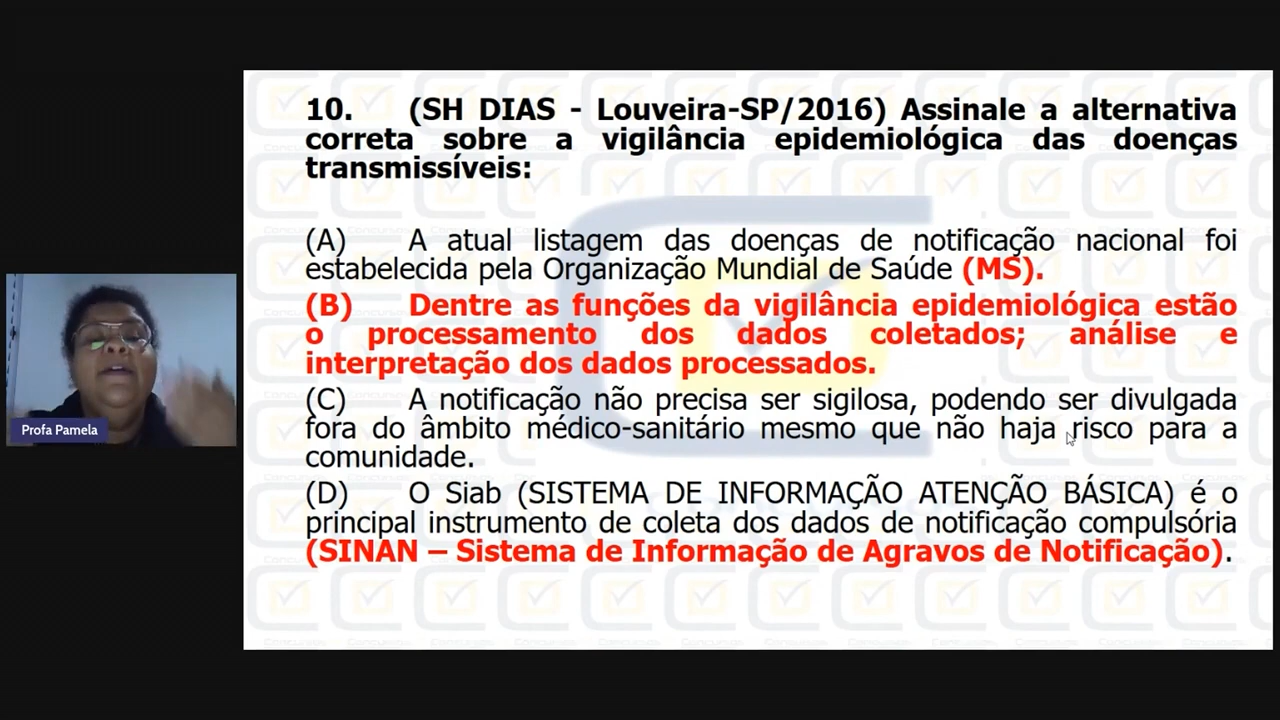 10. (SH DIAS - Louveira-SP/2016) Assinale a alternativa
correta sobre a vigilância epidemiológica das doenças
transmissíveis:
(A) A atual listagem das doenças de notificação nacional foi
estabecida pela Organização Mundial de Saúde (MS).
(B) Dentre as funções da vigilância epidemiológica estão
o processamento dos dados coletados; análise e
interpretação dos dados processados.
(C) A notificação não precisa ser sigilosa, podendo ser divulgada
fora do âmbito médico-sanitário mesmo que não haja risco para a
comunidade.
(D) O Siab (SISTEMA DE INFORMAÇÃO ATENÇÃO BÁSICA) é o
principal instrumento de coleta dos dados de notificação compulsória
(SINAN – Sistema de Informação de Agravos de Notificação).
Profa Pamela